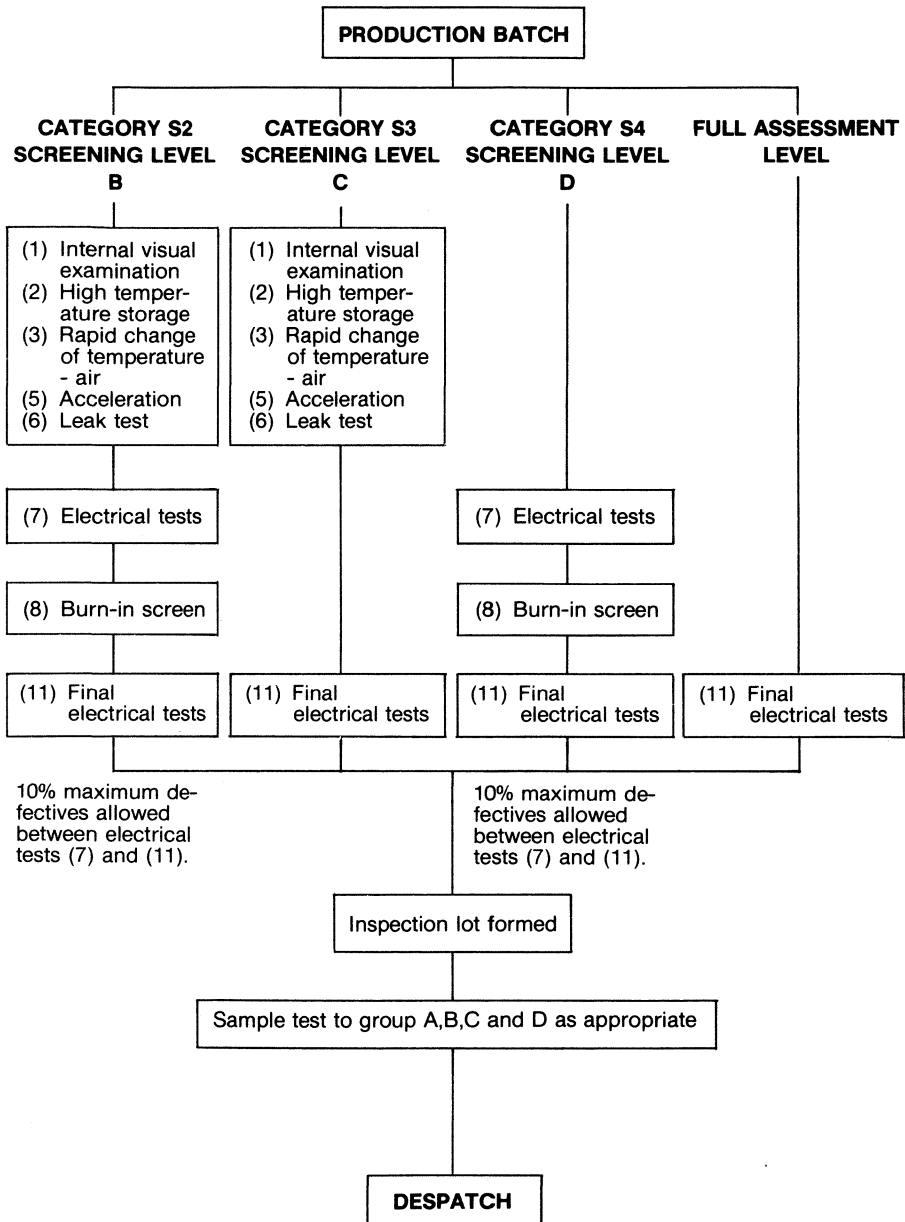 PRODUCTION BATCH
CATEGORY S2
SCREENING LEVEL
B
CATEGORY S3
SCREENING LEVEL
C
CATEGORY S4
SCREENING LEVEL
D
FULL ASSESSMENT
LEVEL
(1) Internal visual
examination
(2) High temper-
ature storage
(3) Rapid change
of temperature
- air
(5) Acceleration
(6) Leak test
(1) Internal visual
examination
(2) High temper-
ature storage
(3) Rapid change
of temperature
- air
(5) Acceleration
(6) Leak test
(7) Electrical tests
(7) Electrical tests
(8) Burn-in screen
(8) Burn-in screen
(11) Final
electrical tests
(11) Final
electrical tests
(11) Final
electrical tests
(11) Final
electrical tests
10% maximum de-
fectives allowed
between electrical
tests (7) and (11).
10% maximum de-
fectives allowed
between electrical
tests (7) and (11).
Inspection lot formed
Sample test to group A,B,C and D as appropriate
DESPATCH